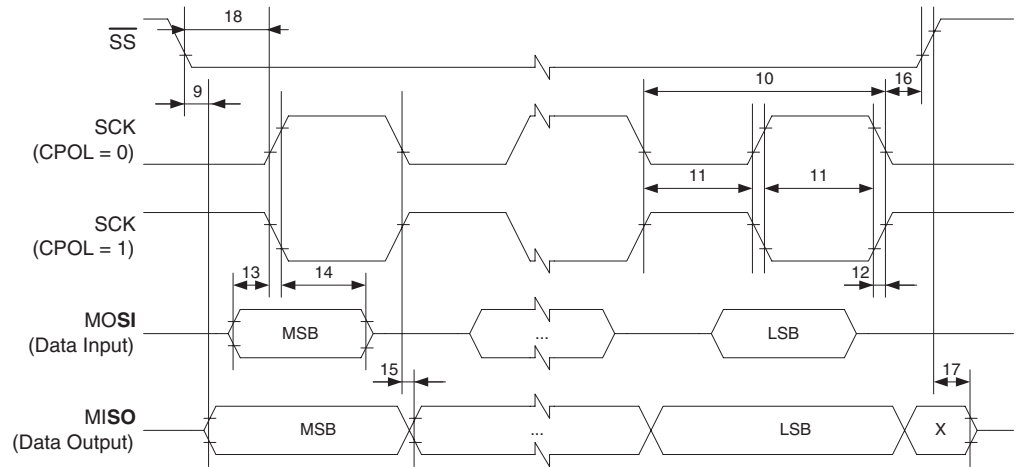 18
SS
10
9
16
SCK
(CPOL = 0)
11
11
SCK
(CPOL = 1)
13
14
12
MOSI
(Data Input)
MSB
...
LSB
15
17
MISO
(Data Output)
MSB
...
LSB
X